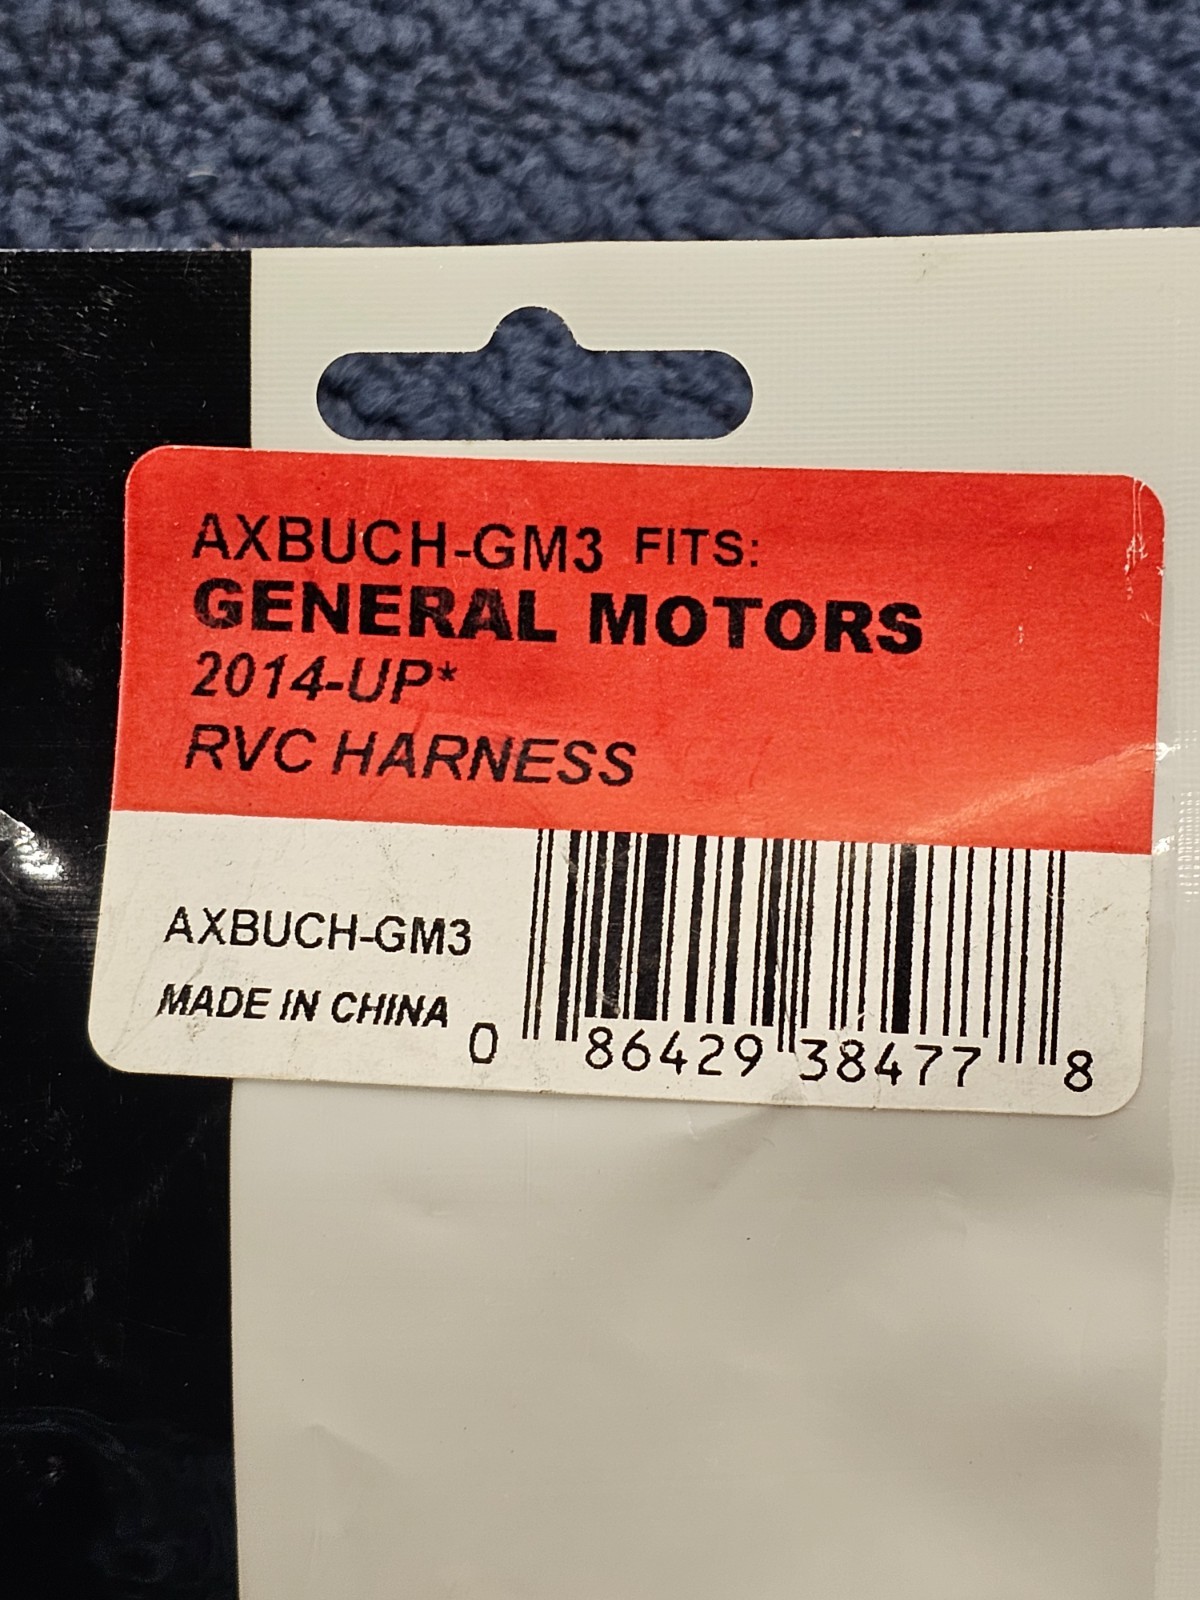 AXBUCH-GM3 FITS:
GENERAL MOTORS
2014-UP*
RVC HARNESS
AXBUCH-GM3
MADE IN CHINA
0 86429 38477 8